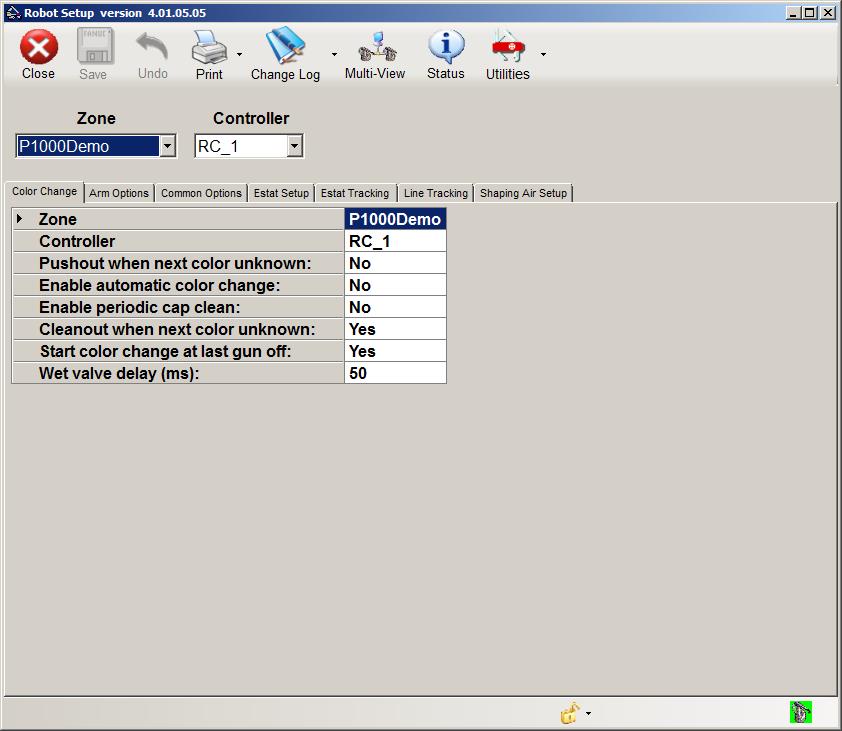 Robot Setup version 4.01.05.05
FANUC
Close Save Undo Print Change Log Multi-View Status Utilities
Zone Controller
P1000Demo RC_1
Color Change Arm Options Common Options Estat Setup Estat Tracking Line Tracking Shaping Air Setup
Zone P1000Demo
Controller RC_1
Pushout when next color unknown: No
Enable automatic color change: No
Enable periodic cap clean: No
Cleanout when next color unknown: Yes
Start color change at last gun off: Yes
Wet valve delay (ms): 50